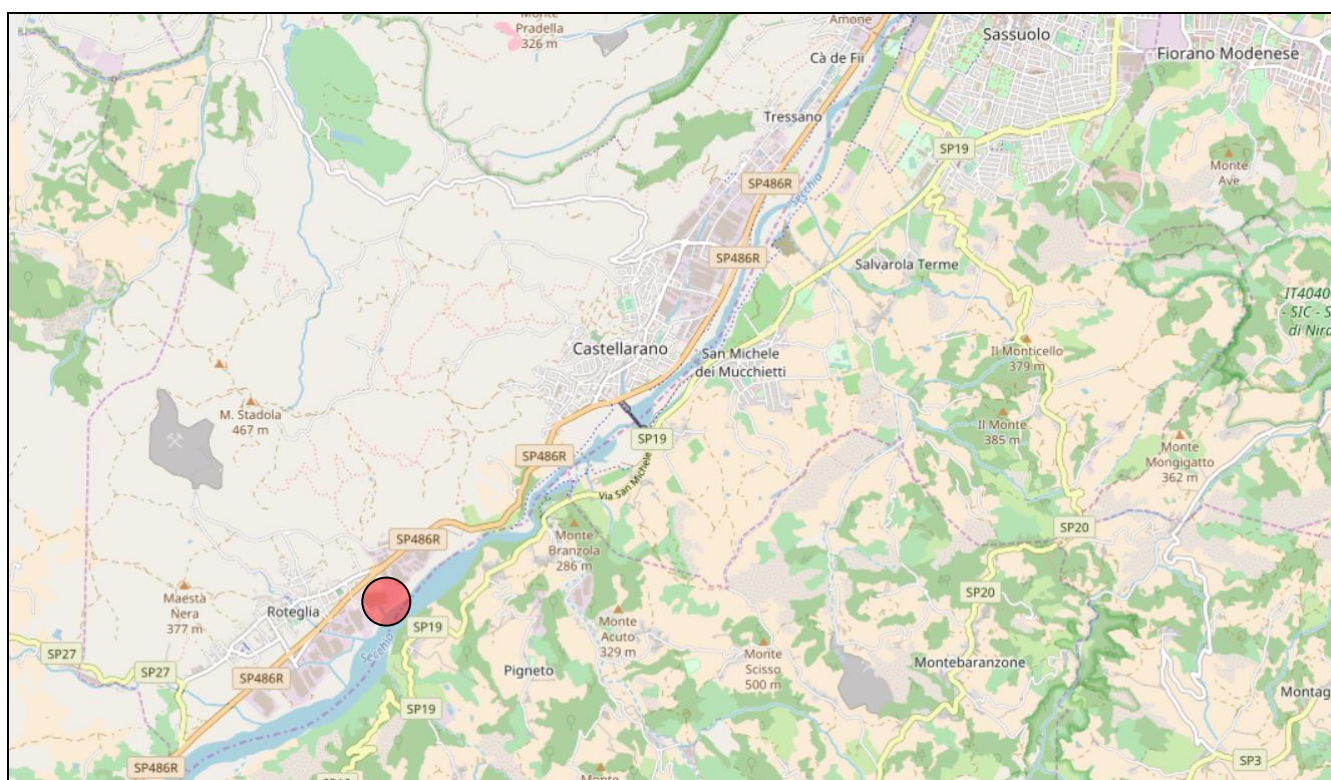 Monte
Pradella
326 m
Amone
Cà de Fii
Sassuolo
Fiorano Modenese
Tressano
SP19
Monte
Ave
SP486R
Secchia
SP486R
Salvarola Terme
IT4040
- SIC - S
di Nira
Castellarano
San Michele
dei Mucchietti
Il Monticello
379 m
M. Stadola
467 m
Il Monte
385 m
SP19
SP486R
Via San Michele
Monte
Mongigatto
362 m
SP20
Monte
Branzola
286 m
SP486R
Maestà
Nera
377 m
Roteglia
SP20
SP19
Monte
Acuto
329 m
Secchia
SP27
SP27
SP486R
Pigneto
Monte
Scisso
500 m
Montebaranzone
Montag
SP19
SP486R
SP3
Monte